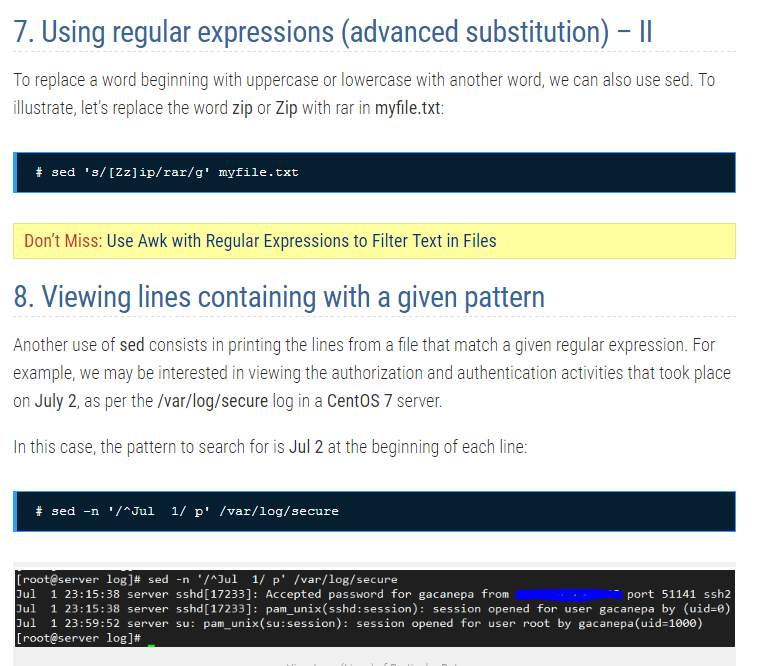 7. Using regular expressions (advanced substitution) – II
To replace a word beginning with uppercase or lowercase with another word, we can also use sed. To
illustrate, let’s replace the word zip or Zip with rar in myfile.txt:
# sed 's/[Zz]ip/rar/g' myfile.txt
Don’t Miss: Use Awk with Regular Expressions to Filter Text in Files
8. Viewing lines containing with a given pattern
Another use of sed consists in printing the lines from a file that match a given regular expression. For
example, we may be interested in viewing the authorization and authentication activities that took place
on July 2, as per the /var/log/secure log in a CentOS 7 server.
In this case, the pattern to search for is Jul 2 at the beginning of each line:
# sed -n '/^Jul  1/ p' /var/log/secure
[root@server log]# sed -n '/^Jul  1/ p' /var/log/secure
Jul  1 23:15:38 server sshd[17233]: Accepted password for gacanepa from port 51141 ssh2
Jul  1 23:15:38 server sshd[17233]: pam_unix(sshd:session): session opened for user gacanepa by (uid=0)
Jul  1 23:59:52 server su: pam_unix(su:session): session opened for user root by gacanepa(uid=1000)
[root@server log]#